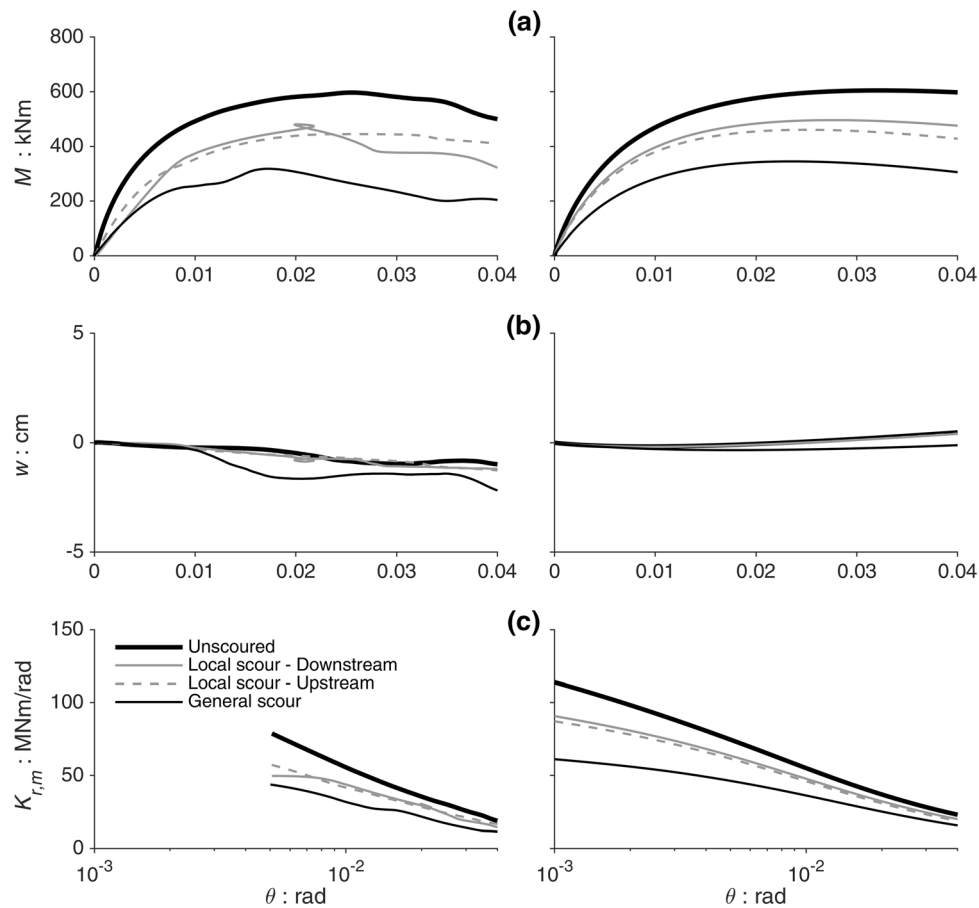 (a)
M : kNm
800
600
400
200
0
0 0.01 0.02 0.03 0.04
0 0.01 0.02 0.03 0.04
(b)
w : cm
5
0
-5
0 0.01 0.02 0.03 0.04
0 0.01 0.02 0.03 0.04
(c)
K_{r,m} : MNm/rad
150
100
50
0
Unscoured
Local scour - Downstream
Local scour - Upstream
General scour
10^{-3} 10^{-2}
10^{-3} 10^{-2}
θ : rad
θ : rad